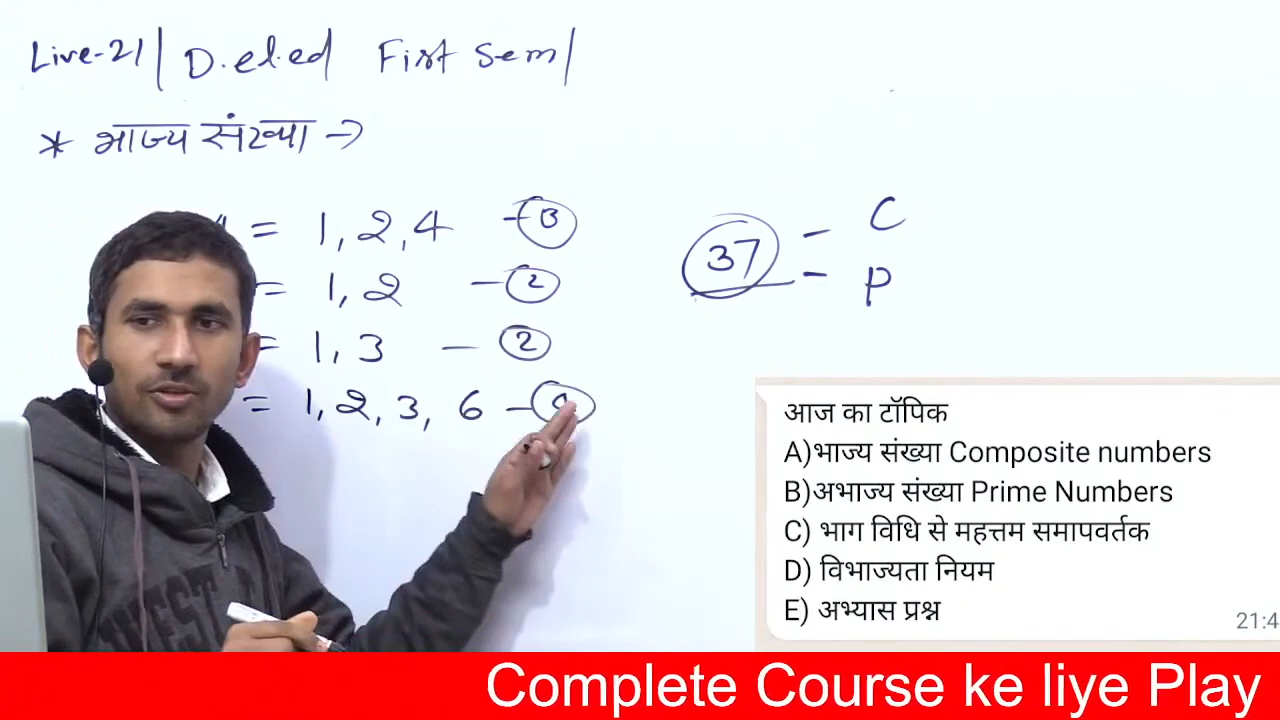 Live-21| D.el.ed First Sem|
* भाज्य संख्या →
4 = 1, 2, 4 - 3
= 1, 2 - 2
= 1, 3 - 2
= 1, 2, 3, 6 -
37 - C
- P
आज का टॉपिक
A)भाज्य संख्या Composite numbers
B)अभाज्य संख्या Prime Numbers
C) भाग विधि से महत्तम समापवर्तक
D) विभाज्यता नियम
E) अभ्यास प्रश्न
21:4
Complete Course ke liye Play